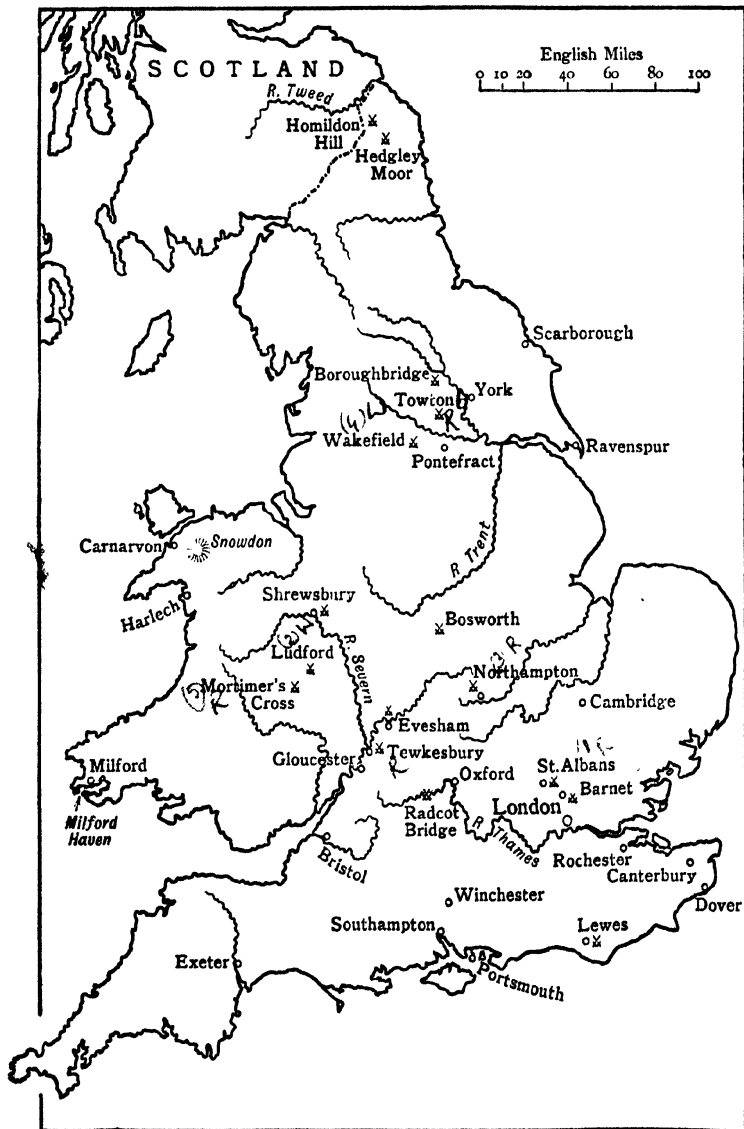 SCOTLAND
English Miles
0 10 20 40 60 80 100
R. Tweed
Homildon
Hill
Hedgley
Moor
Scarborough
Boroughbridge
York
Towton
(4)
R
Wakefield
Ravenspur
Pontefract
R Trent
Carnarvon
Snowdon
Harlech
Shrewsbury
(2)
Bosworth
R Severn
Ludford
R
Northampton
Mortimer's
Cross
(5)
R
Cambridge
Evesham
Gloucester
Tewkesbury
R
Milford
Milford
Haven
Oxford
St. Albans
Barnet
London
Radcot
Bridge
R Thames
Rochester
Canterbury
Bristol
Dover
Winchester
Southampton
Lewes
Exeter
Portsmouth